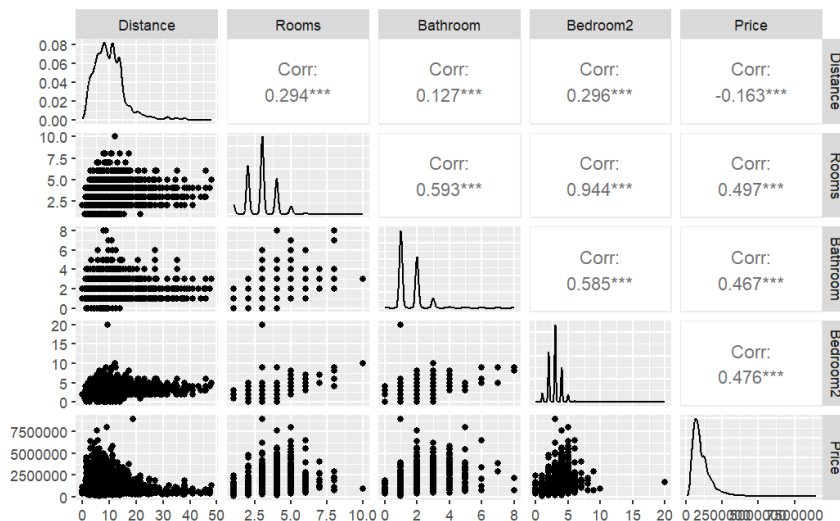 Distance Rooms Bathroom Bedroom2 Price
0.08
0.06
0.04
0.02
0.00
Corr:
0.294***
Corr:
0.127***
Corr:
0.296***
Corr:
-0.163***
Distance
10.0
7.5
5.0
2.5
Corr:
0.593***
Corr:
0.944***
Corr:
0.497***
Rooms
8
6
4
2
0
Corr:
0.585***
Corr:
0.467***
Bathroom
20
15
10
5
0
Corr:
0.476***
Bedroom2
7500000
5000000
2500000
0
Price
0 10 20 30 40 50 2.5 5.0 7.5 10.0 0 2 4 6 8 0 5 10 15 20 0 2500000 5000000 7500000